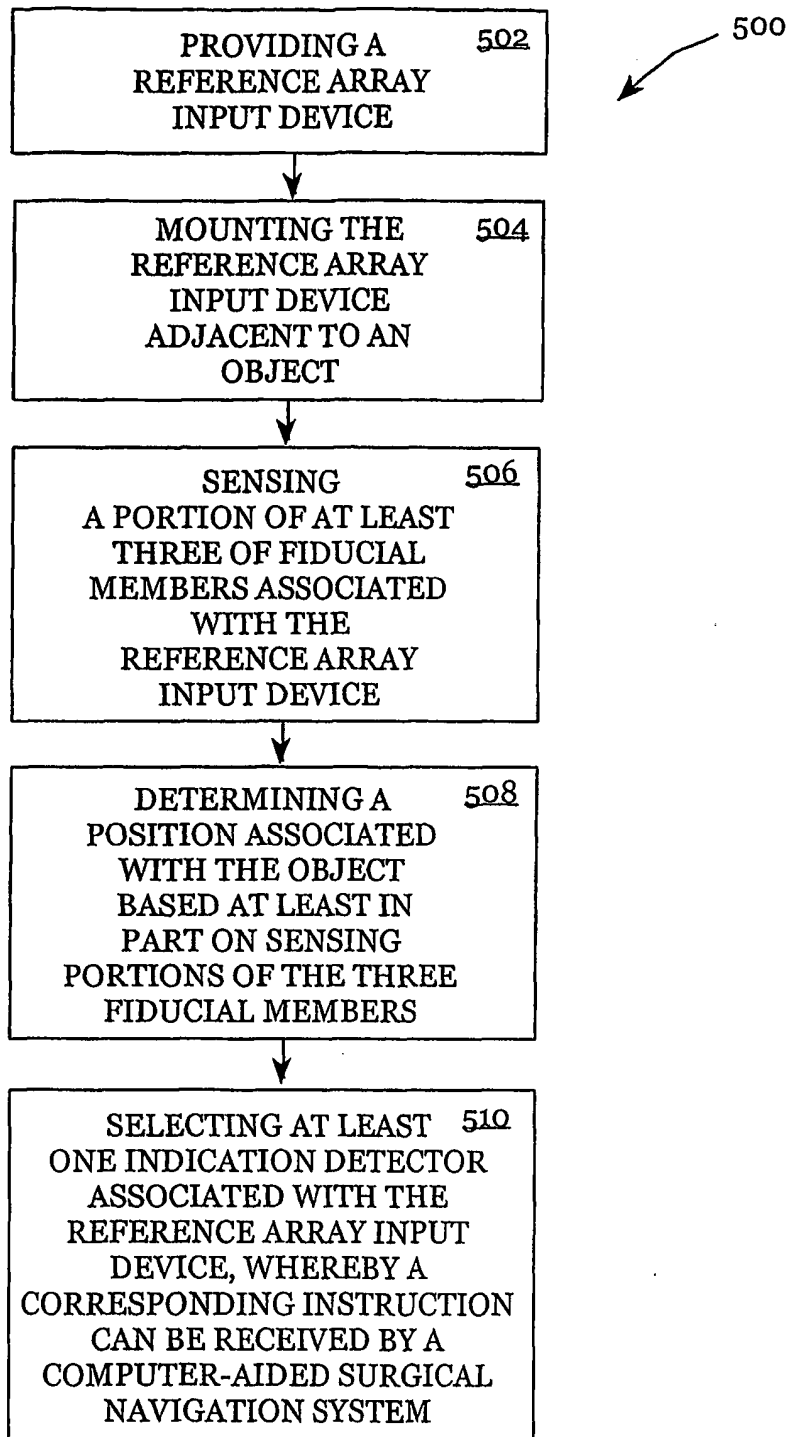 500
PROVIDING A 502
REFERENCE ARRAY
INPUT DEVICE
MOUNTING THE 504
REFERENCE ARRAY
INPUT DEVICE
ADJACENT TO AN
OBJECT
SENSING 506
A PORTION OF AT LEAST
THREE OF FIDUCIAL
MEMBERS ASSOCIATED
WITH THE
REFERENCE ARRAY
INPUT DEVICE
DETERMINING A 508
POSITION ASSOCIATED
WITH THE OBJECT
BASED AT LEAST IN
PART ON SENSING
PORTIONS OF THE THREE
FIDUCIAL MEMBERS
SELECTING AT LEAST 510
ONE INDICATION DETECTOR
ASSOCIATED WITH THE
REFERENCE ARRAY INPUT
DEVICE, WHEREBY A
CORRESPONDING INSTRUCTION
CAN BE RECEIVED BY A
COMPUTER-AIDED SURGICAL
NAVIGATION SYSTEM